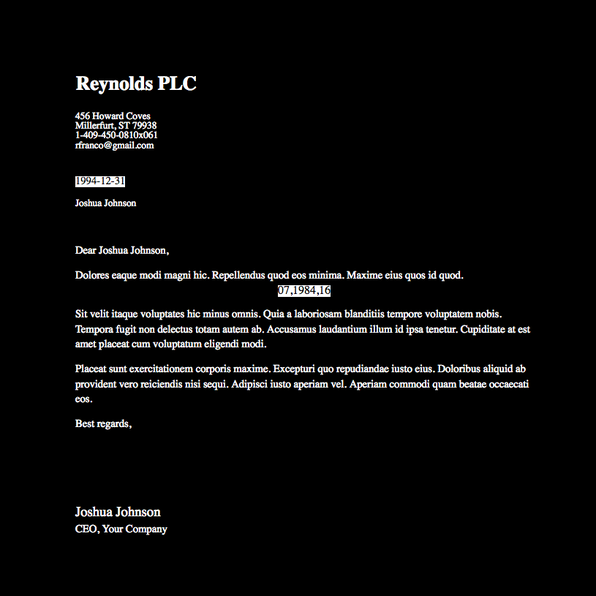 Reynolds PLC
456 Howard Coves
Millerfurt, ST 79938
1-409-450-0810x061
rfranco@gmail.com
1994-12-31
Joshua Johnson
Dear Joshua Johnson,
Dolores eaque modi magni hic. Repellendus quod eos minima. Maxime eius quos id quod.
07,1984,16
Sit velit itaque voluptates hic minus omnis. Quia a laboriosam blanditiis tempore voluptatem nobis.
Tempora fugit non delectus totam autem ab. Accusamus laudantium illum id ipsa tenetur. Cupiditate at est
amet placeat cum voluptatum eligendi modi.
Placeat sunt exercitationem corporis maxime. Excepturi quo repudiandae iusto eius. Doloribus aliquid ab
provident vero reiciendis nisi sequi. Adipisci iusto aperiam vel. Aperiam commodi quam beatae occaecati
eos.
Best regards,
Joshua Johnson
CEO, Your Company